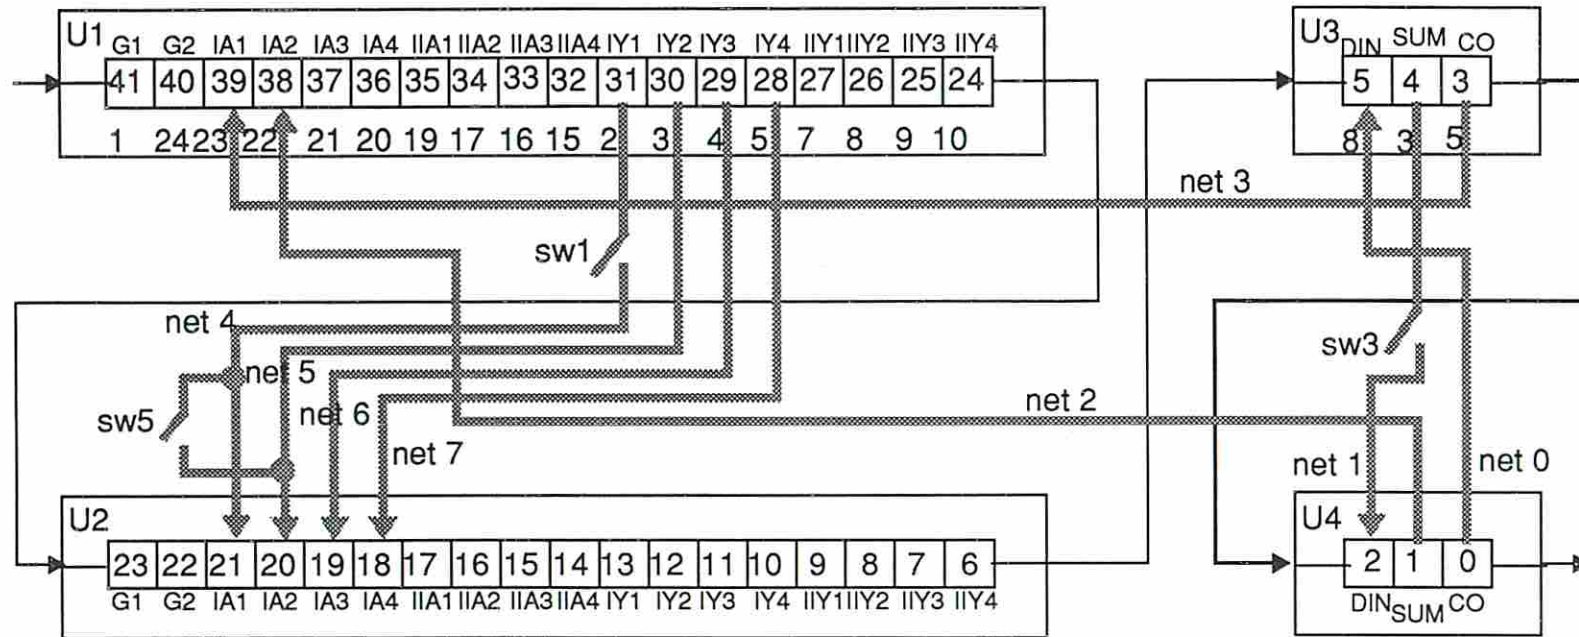 U1 G1 G2 IA1 IA2 IA3 IA4 IIA1 IIA2 IIA3 IIA4 IY1 IY2 IY3 IY4 IIY1 IIY2 IIY3 IIY4
41 40 39 38 37 36 35 34 33 32 31 30 29 28 27 26 25 24
1 24 23 22 21 20 19 17 16 15 2 3 4 5 7 8 9 10
U3 DIN SUM CO
5 4 3
8 3 5
net 3
sw1
net 4
sw3
net 5
sw5
net 6
net 2
net 7
net 1
net 0
U2
23 22 21 20 19 18 17 16 15 14 13 12 11 10 9 8 7 6
G1 G2 IA1 IA2 IA3 IA4 IIA1 IIA2 IIA3 IIA4 IY1 IY2 IY3 IY4 IIY1 IIY2 IIY3 IIY4
U4
2 1 0
DIN SUM CO